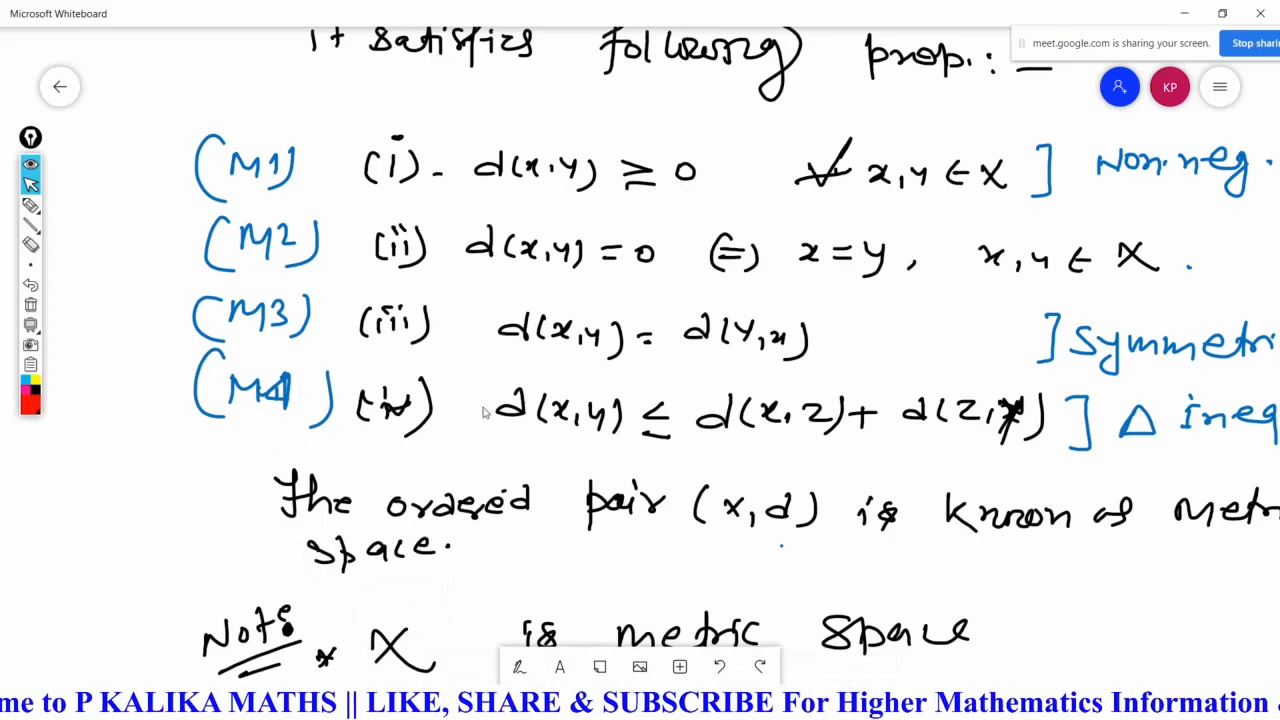 Microsoft Whiteboard
It satisfies following prop.: -
meet.google.com is sharing your screen. Stop sharin
KP
(M1) (i) - d(x,y) ≥ 0 ∀ x,y ∈ X ] Non.neg.
(M2) (ii) d(x,y) = 0 (=) x = y, x,y ∈ X.
(M3) (iii) d(x,y) = d(y,x) ] Symmetri
(M4) (iv) d(x,y) ≤ d(x,z) + d(z,y) ] Δ ineq
The ordered pair (X,d) is known as metr
space.
Note * X is metric space
me to P KALIKA MATHS || LIKE, SHARE & SUBSCRIBE For Higher Mathematics Information &